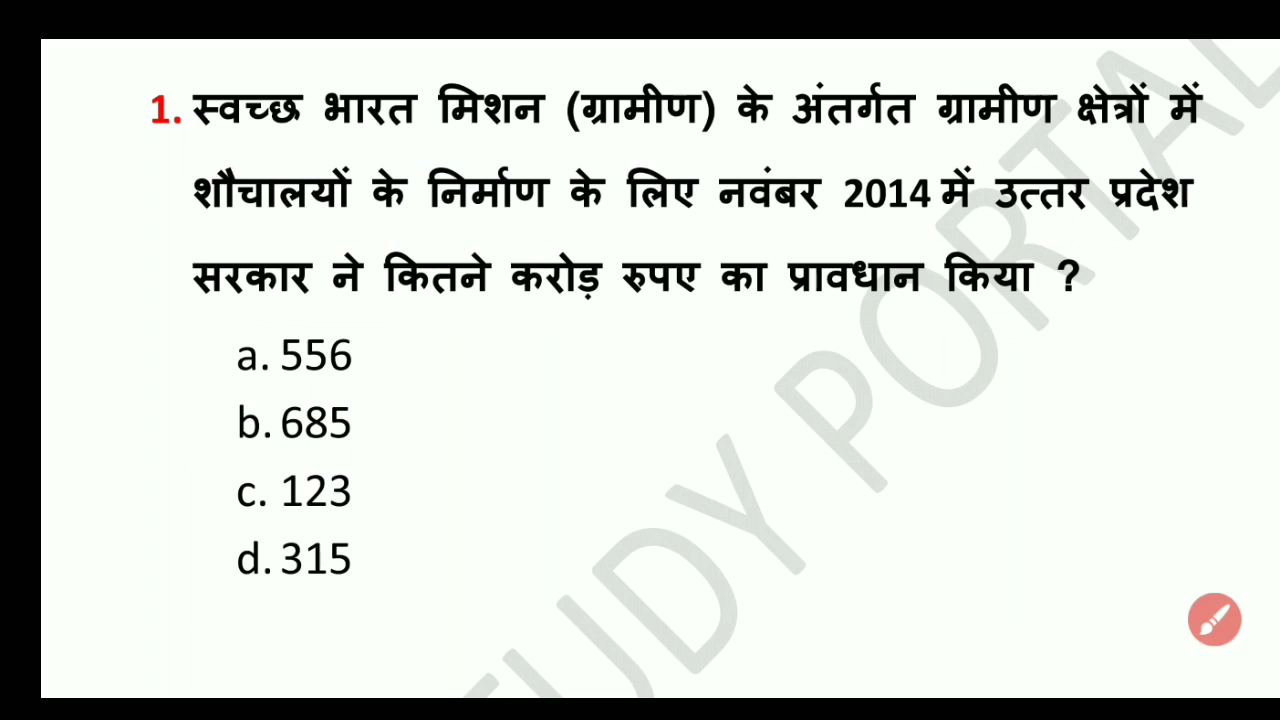 1. स्वच्छ भारत मिशन (ग्रामीण) के अंतर्गत ग्रामीण क्षेत्रों में
शौचालयों के निर्माण के लिए नवंबर 2014 में उत्तर प्रदेश
सरकार ने कितने करोड़ रुपए का प्रावधान किया ?
a. 556
b. 685
c. 123
d. 315
TUDY PORTAL